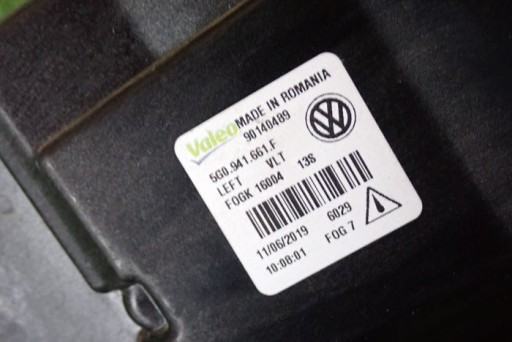 Valeo MADE IN ROMANIA
90140489
5G0.941.661.F
LEFT VLT
FOGK 16004 13S
11/06/2019 6029
10:08:01 FOG 7